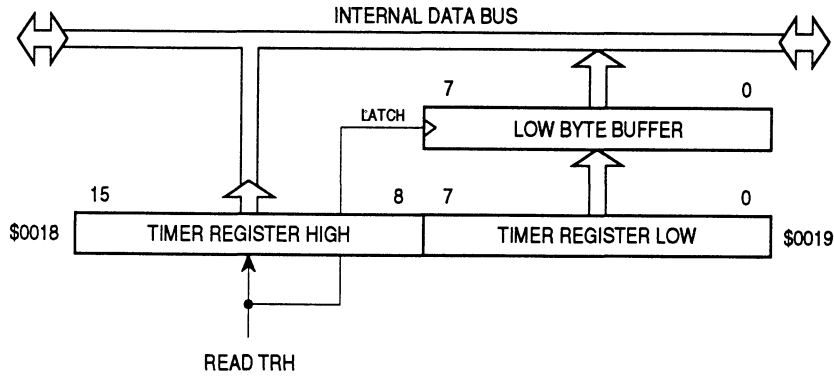 INTERNAL DATA BUS
7 0
LATCH
LOW BYTE BUFFER
15 8 7 0
$0018 TIMER REGISTER HIGH TIMER REGISTER LOW $0019
READ TRH